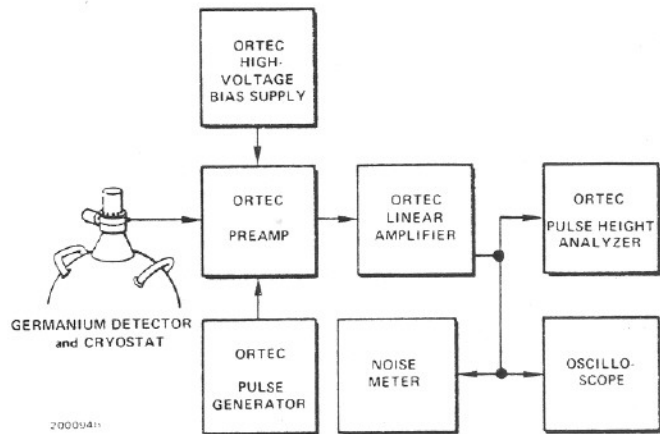 ORTEC
HIGH-
VOLTAGE
BIAS SUPPLY
ORTEC
PREAMP
ORTEC
LINEAR
AMPLIFIER
ORTEC
PULSE HEIGHT
ANALYZER
GERMANIUM DETECTOR
and CRYOSTAT
ORTEC
PULSE
GENERATOR
NOISE
METER
OSCILLO-
SCOPE